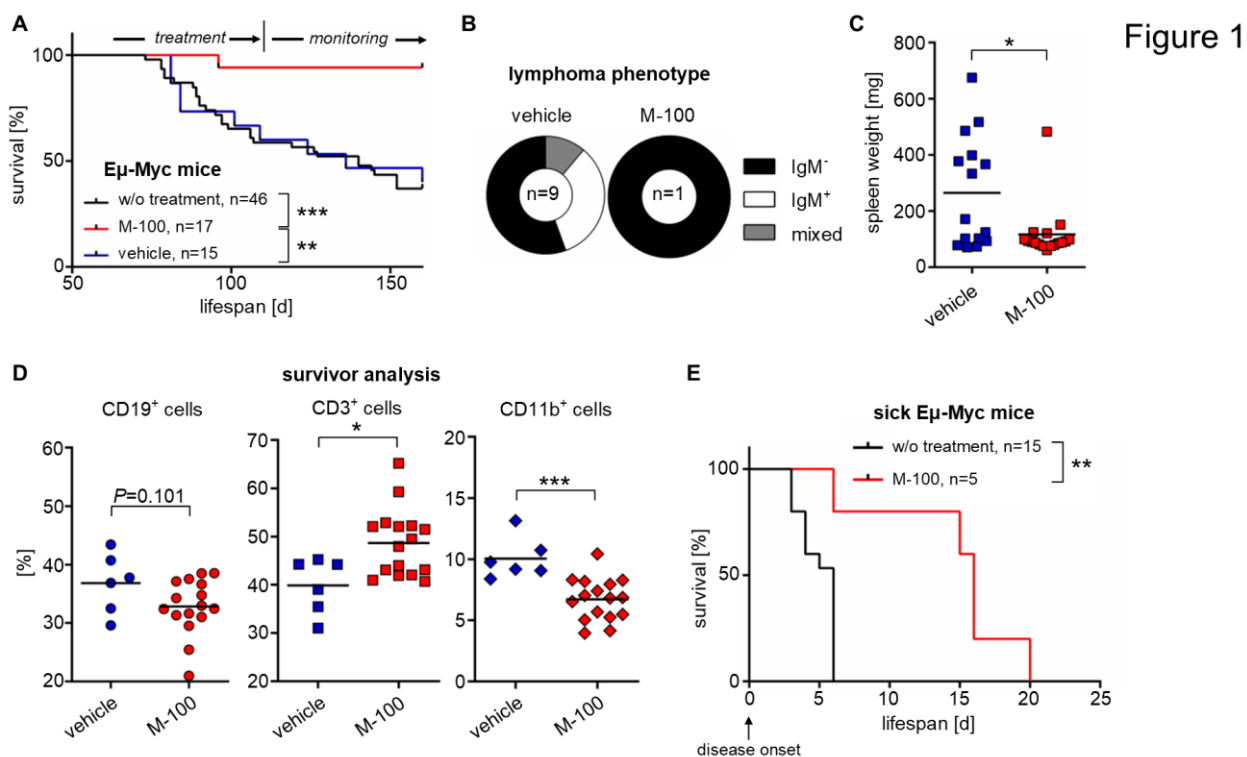 Figure 1
A
treatment
monitoring
100
50
0
survival [%]
Eµ-Myc mice
w/o treatment, n=46
M-100, n=17
vehicle, n=15
***
**
50
100
150
lifespan [d]
B
lymphoma phenotype
vehicle
M-100
n=9
n=1
IgM⁻
IgM⁺
mixed
C
*
800
600
400
200
0
spleen weight [mg]
vehicle
M-100
D
survivor analysis
CD19⁺ cells
P=0.101
60
50
40
30
20
[%]
vehicle
M-100
CD3⁺ cells
*
70
60
50
40
30
20
vehicle
M-100
CD11b⁺ cells
***
20
15
10
5
0
vehicle
M-100
E
sick Eµ-Myc mice
w/o treatment, n=15
M-100, n=5
**
100
50
0
survival [%]
0
5
10
15
20
25
lifespan [d]
disease onset